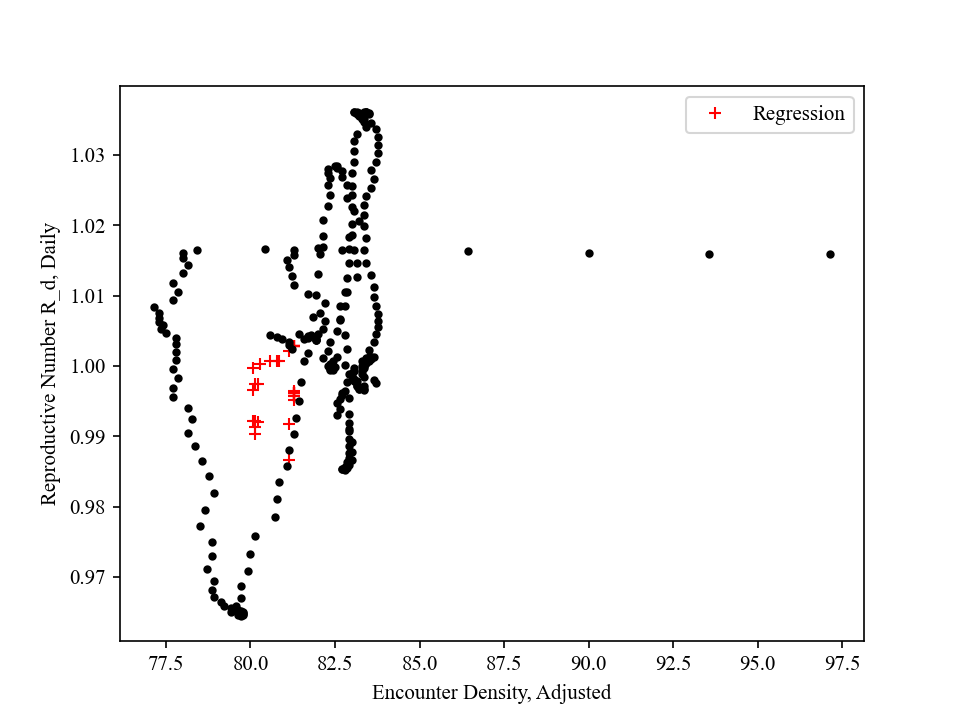 Regression
1.03
1.02
1.01
1.00
0.99
0.98
0.97
Reproductive Number R_d, Daily
77.5 80.0 82.5 85.0 87.5 90.0 92.5 95.0 97.5
Encounter Density, Adjusted